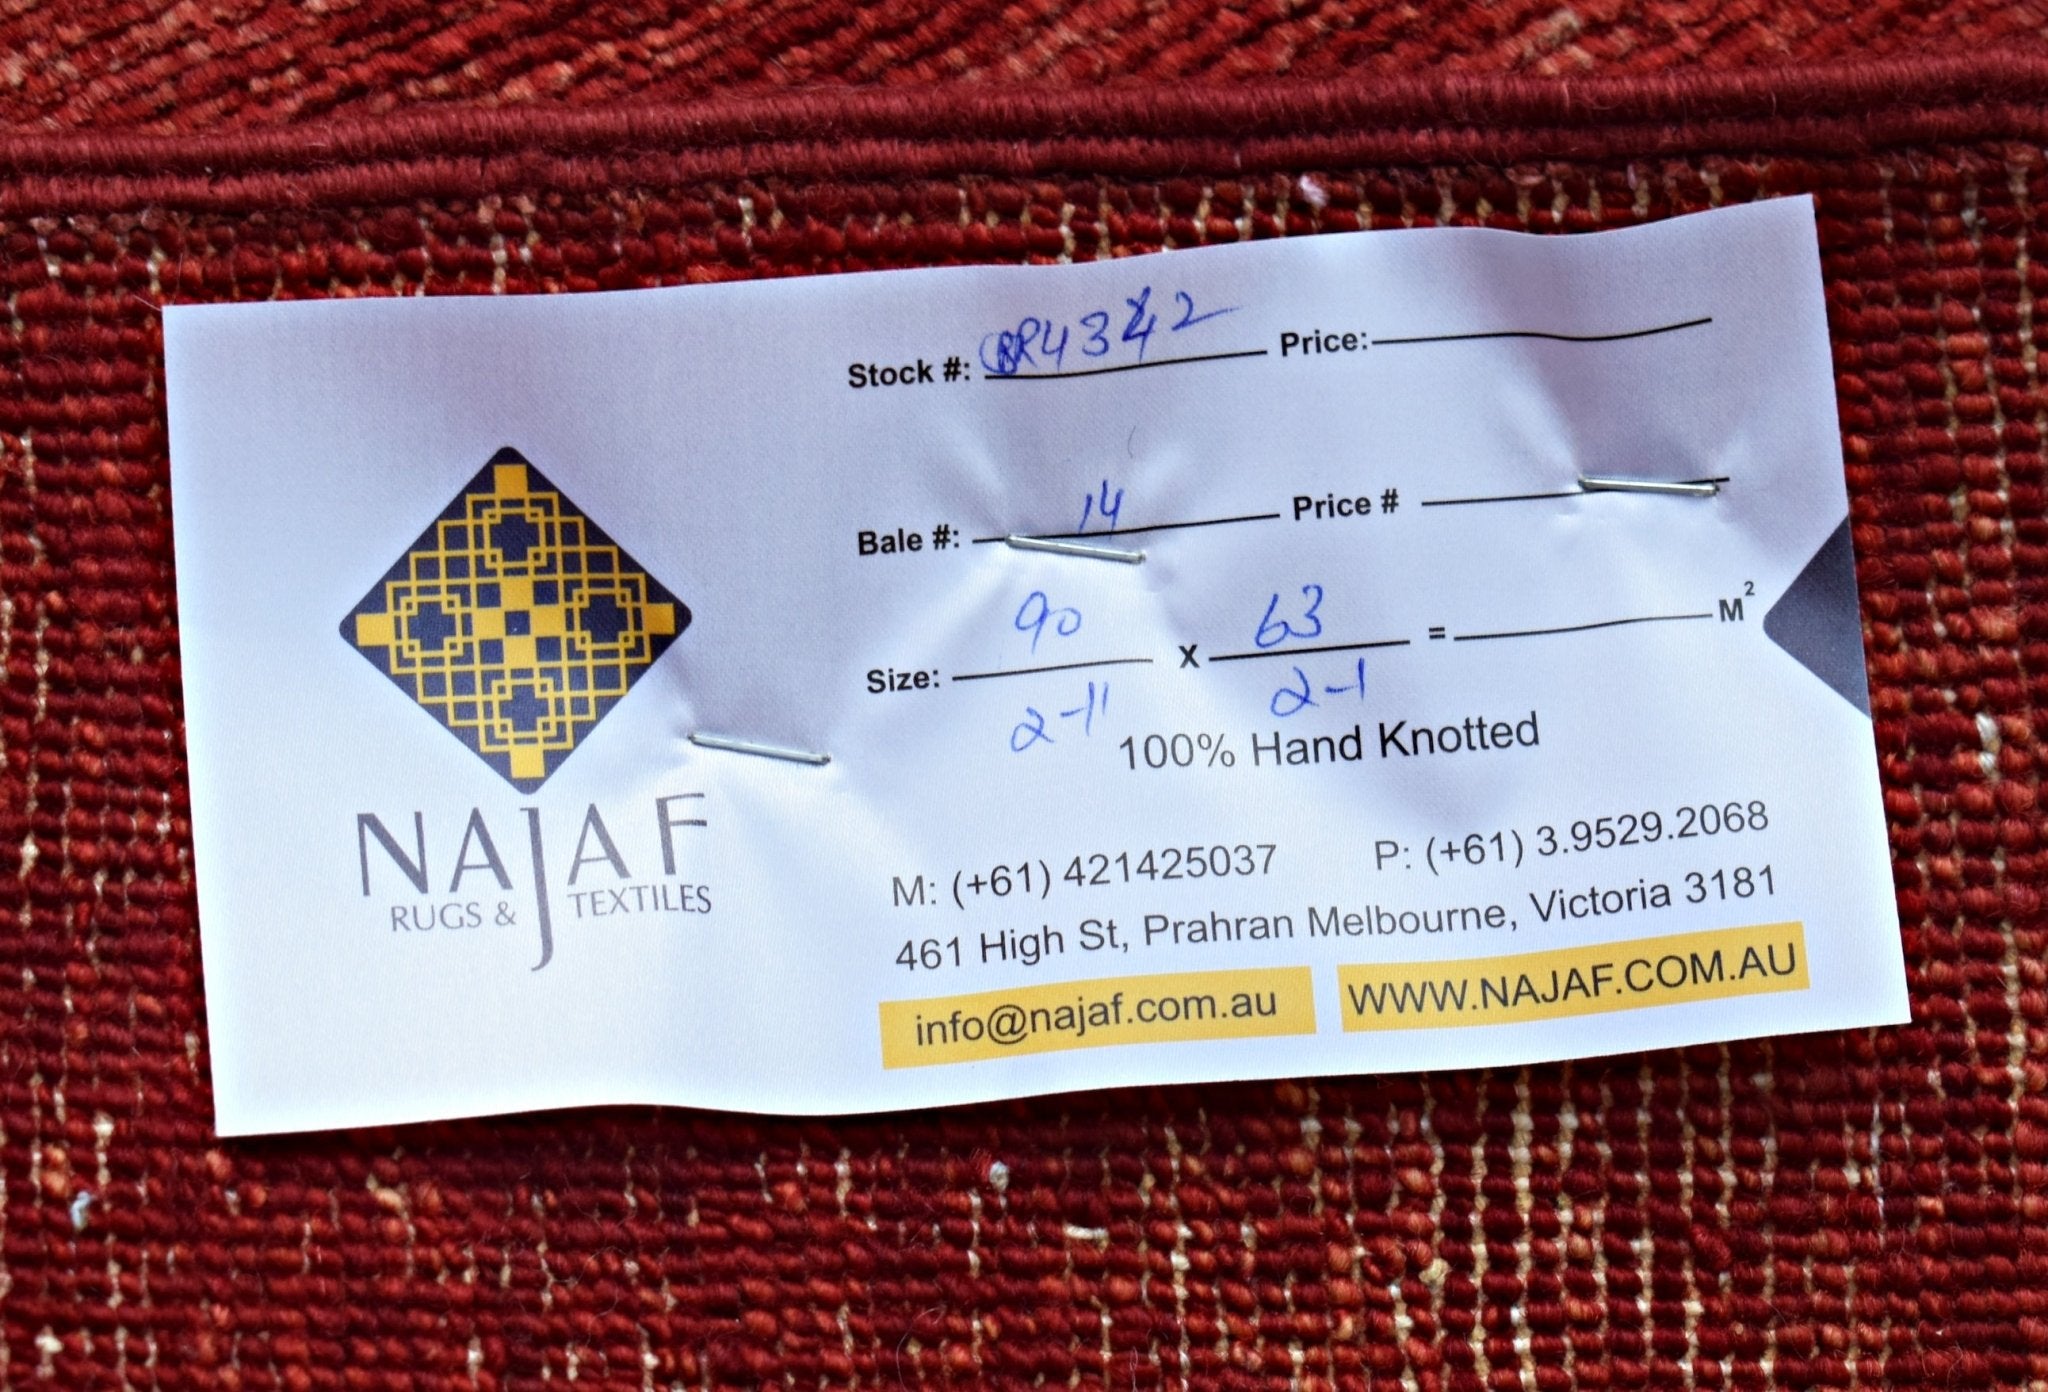 Stock #: Price:
Bale #: 14 Price #
90 63
Size: x = M²
2-11 2-1
100% Hand Knotted
NAJAF
RUGS & TEXTILES
M: (+61) 421425037 P: (+61) 3.9529.2068
461 High St, Prahran Melbourne, Victoria 3181
info@najaf.com.au WWW.NAJAF.COM.AU